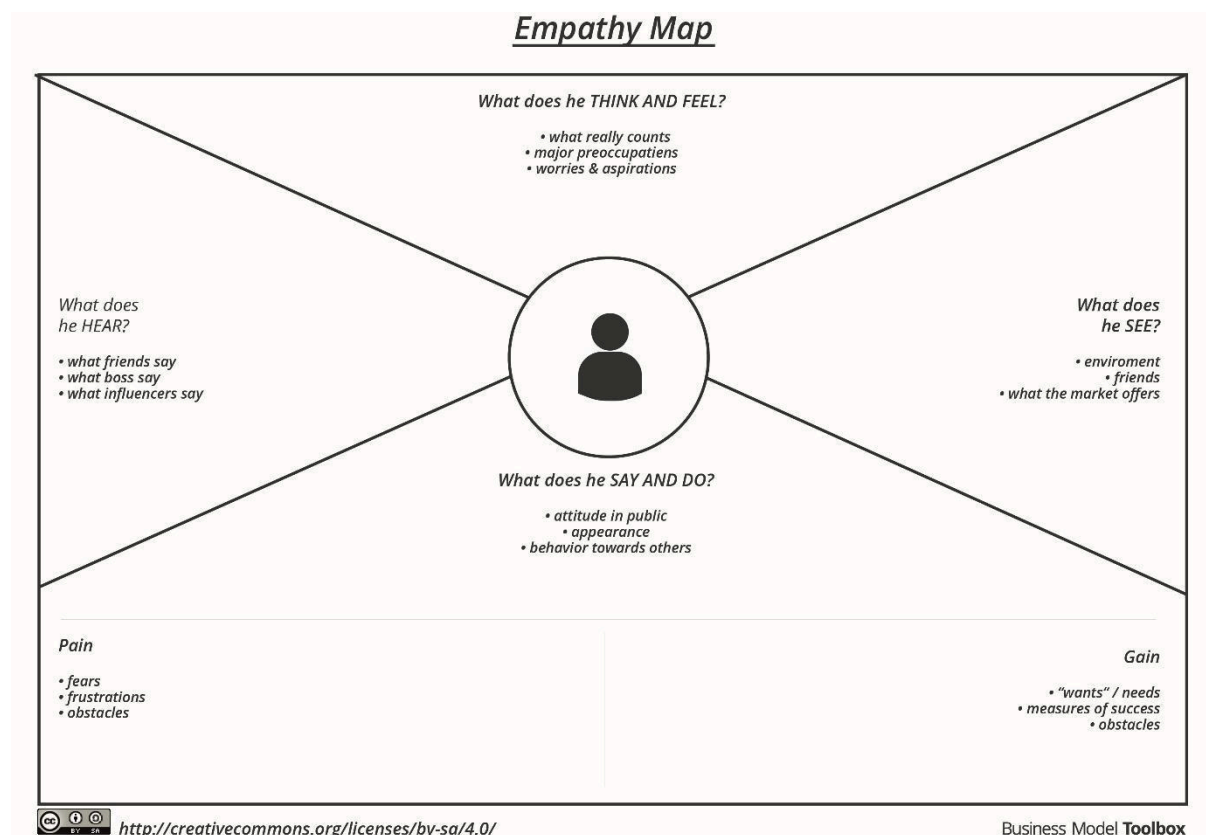 Empathy Map
What does he THINK AND FEEL?
• what really counts
• major preoccupatiens
• worries & aspirations
What does
he HEAR?
• what friends say
• what boss say
• what influencers say
What does
he SEE?
• enviroment
• friends
• what the market offers
What does he SAY AND DO?
• attitude in public
• appearance
• behavior towards others
Pain
• fears
• frustrations
• obstacles
Gain
• “wants“ / needs
• measures of success
• obstacles
cc BY SA
http://creativecommons.org/licenses/by-sa/4.0/
Business Model Toolbox